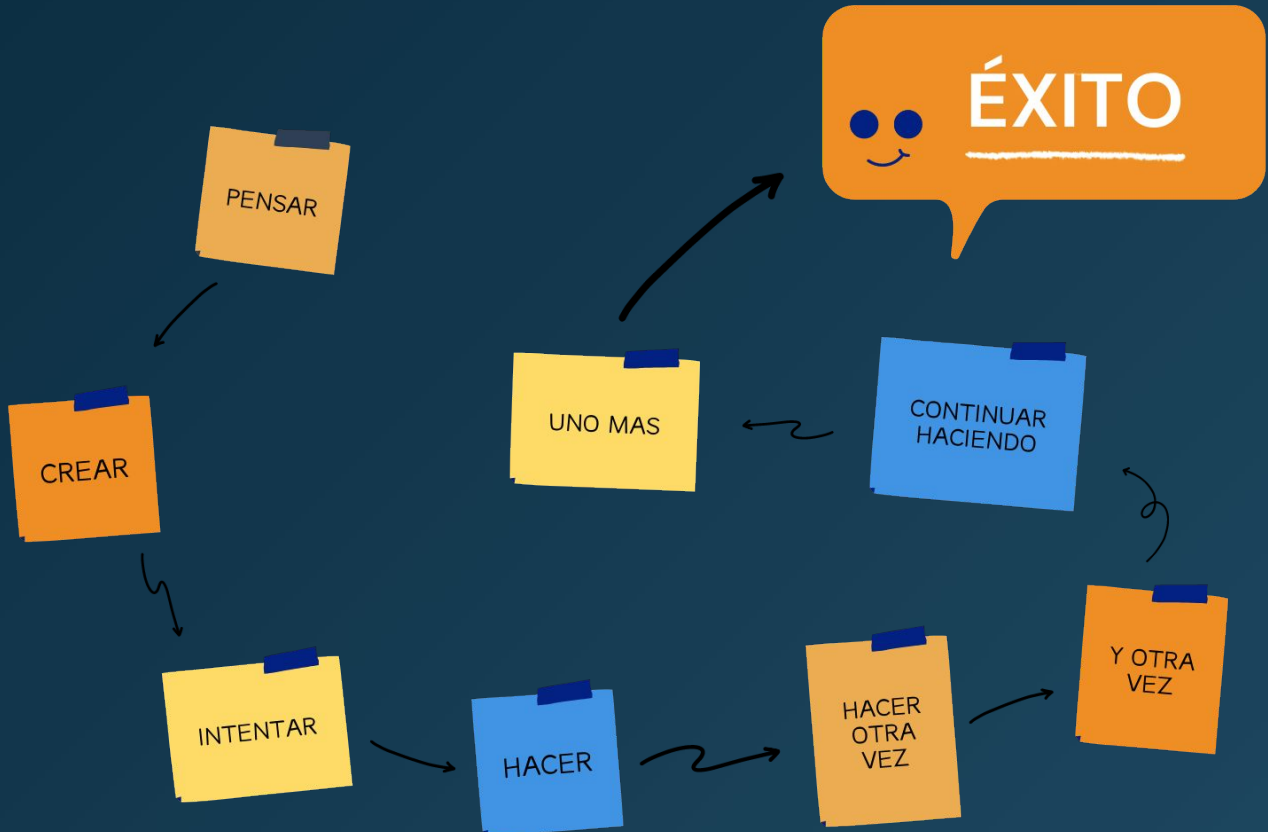 PENSAR
CREAR
INTENTAR
HACER
HACER
OTRA
VEZ
Y OTRA
VEZ
CONTINUAR
HACIENDO
UNO MAS
ÉXITO